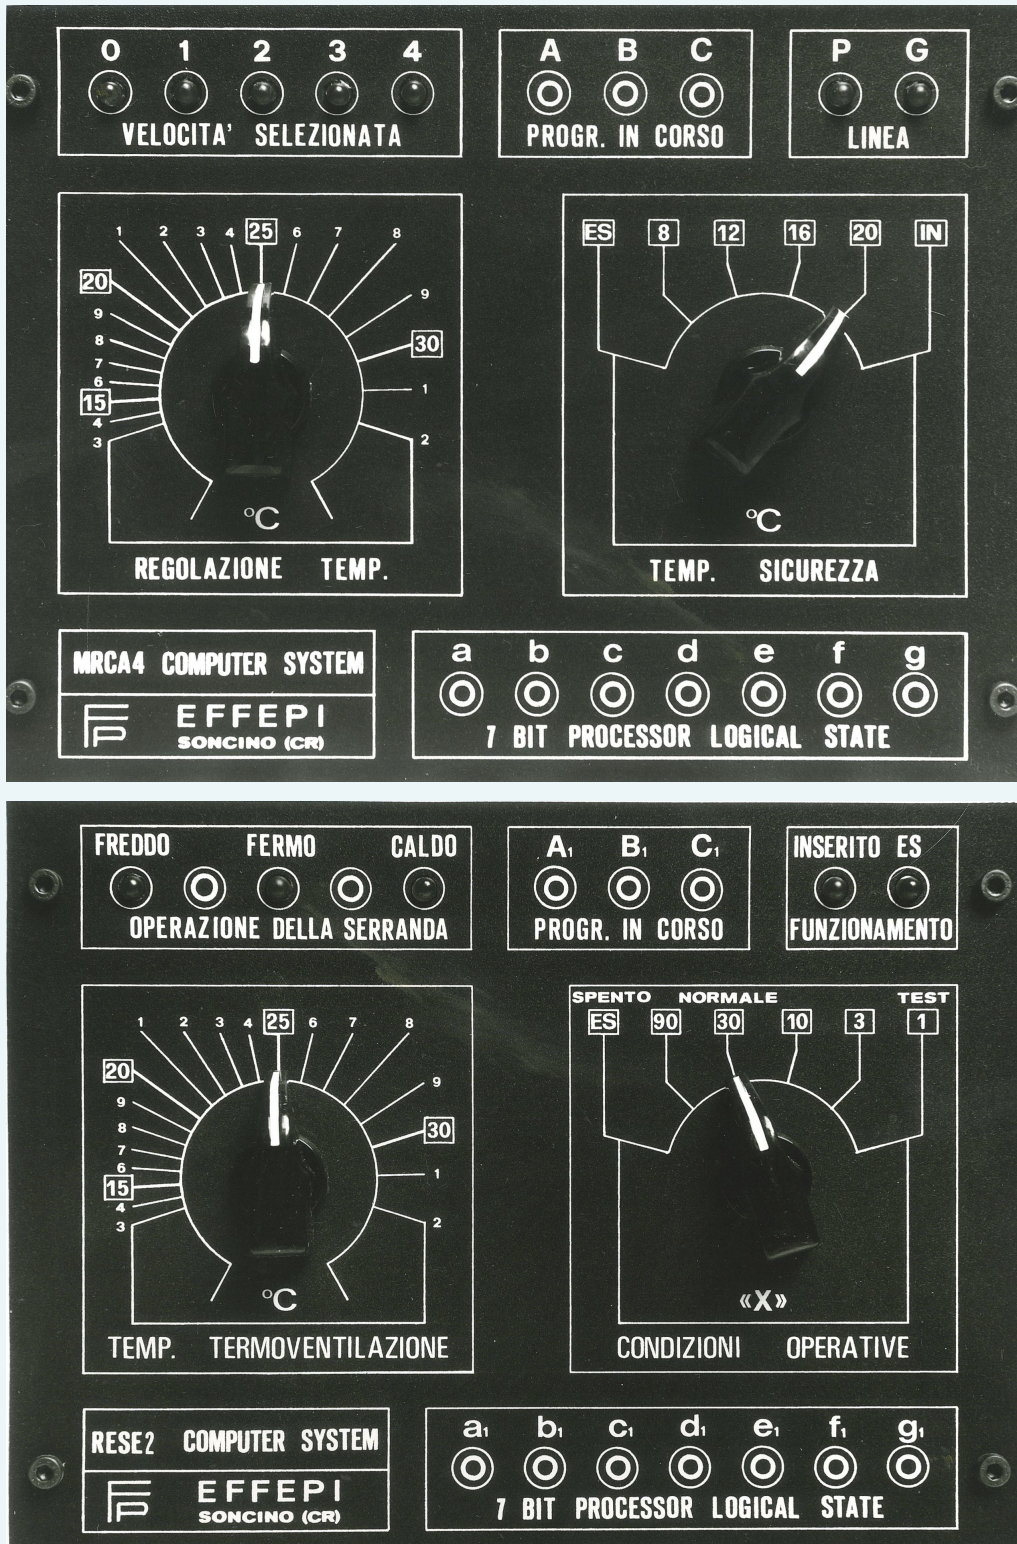 0 1 2 3 4
VELOCITA' SELEZIONATA
A B C
PROGR. IN CORSO
P G
LINEA
1 2 3 4 25 6 7 8
20 9
9
8 30
7
6 1
15
4
3 2
°C
REGOLAZIONE TEMP.
ES 8 12 16 20 IN
°C
TEMP. SICUREZZA
MRCA4 COMPUTER SYSTEM
EFFEPI
SONCINO (CR)
a b c d e f g
7 BIT PROCESSOR LOGICAL STATE
FREDDO FERMO CALDO
OPERAZIONE DELLA SERRANDA
A1 B1 C1
PROGR. IN CORSO
INSERITO ES
FUNZIONAMENTO
1 2 3 4 25 6 7 8
20 9
9
8 30
7
6 1
15
4
3 2
°C
TEMP. TERMOVENTILAZIONE
SPENTO NORMALE TEST
ES 90 30 10 3 1
«X»
CONDIZIONI OPERATIVE
RESE2 COMPUTER SYSTEM
EFFEPI
SONCINO (CR)
a1 b1 c1 d1 e1 f1 g1
7 BIT PROCESSOR LOGICAL STATE